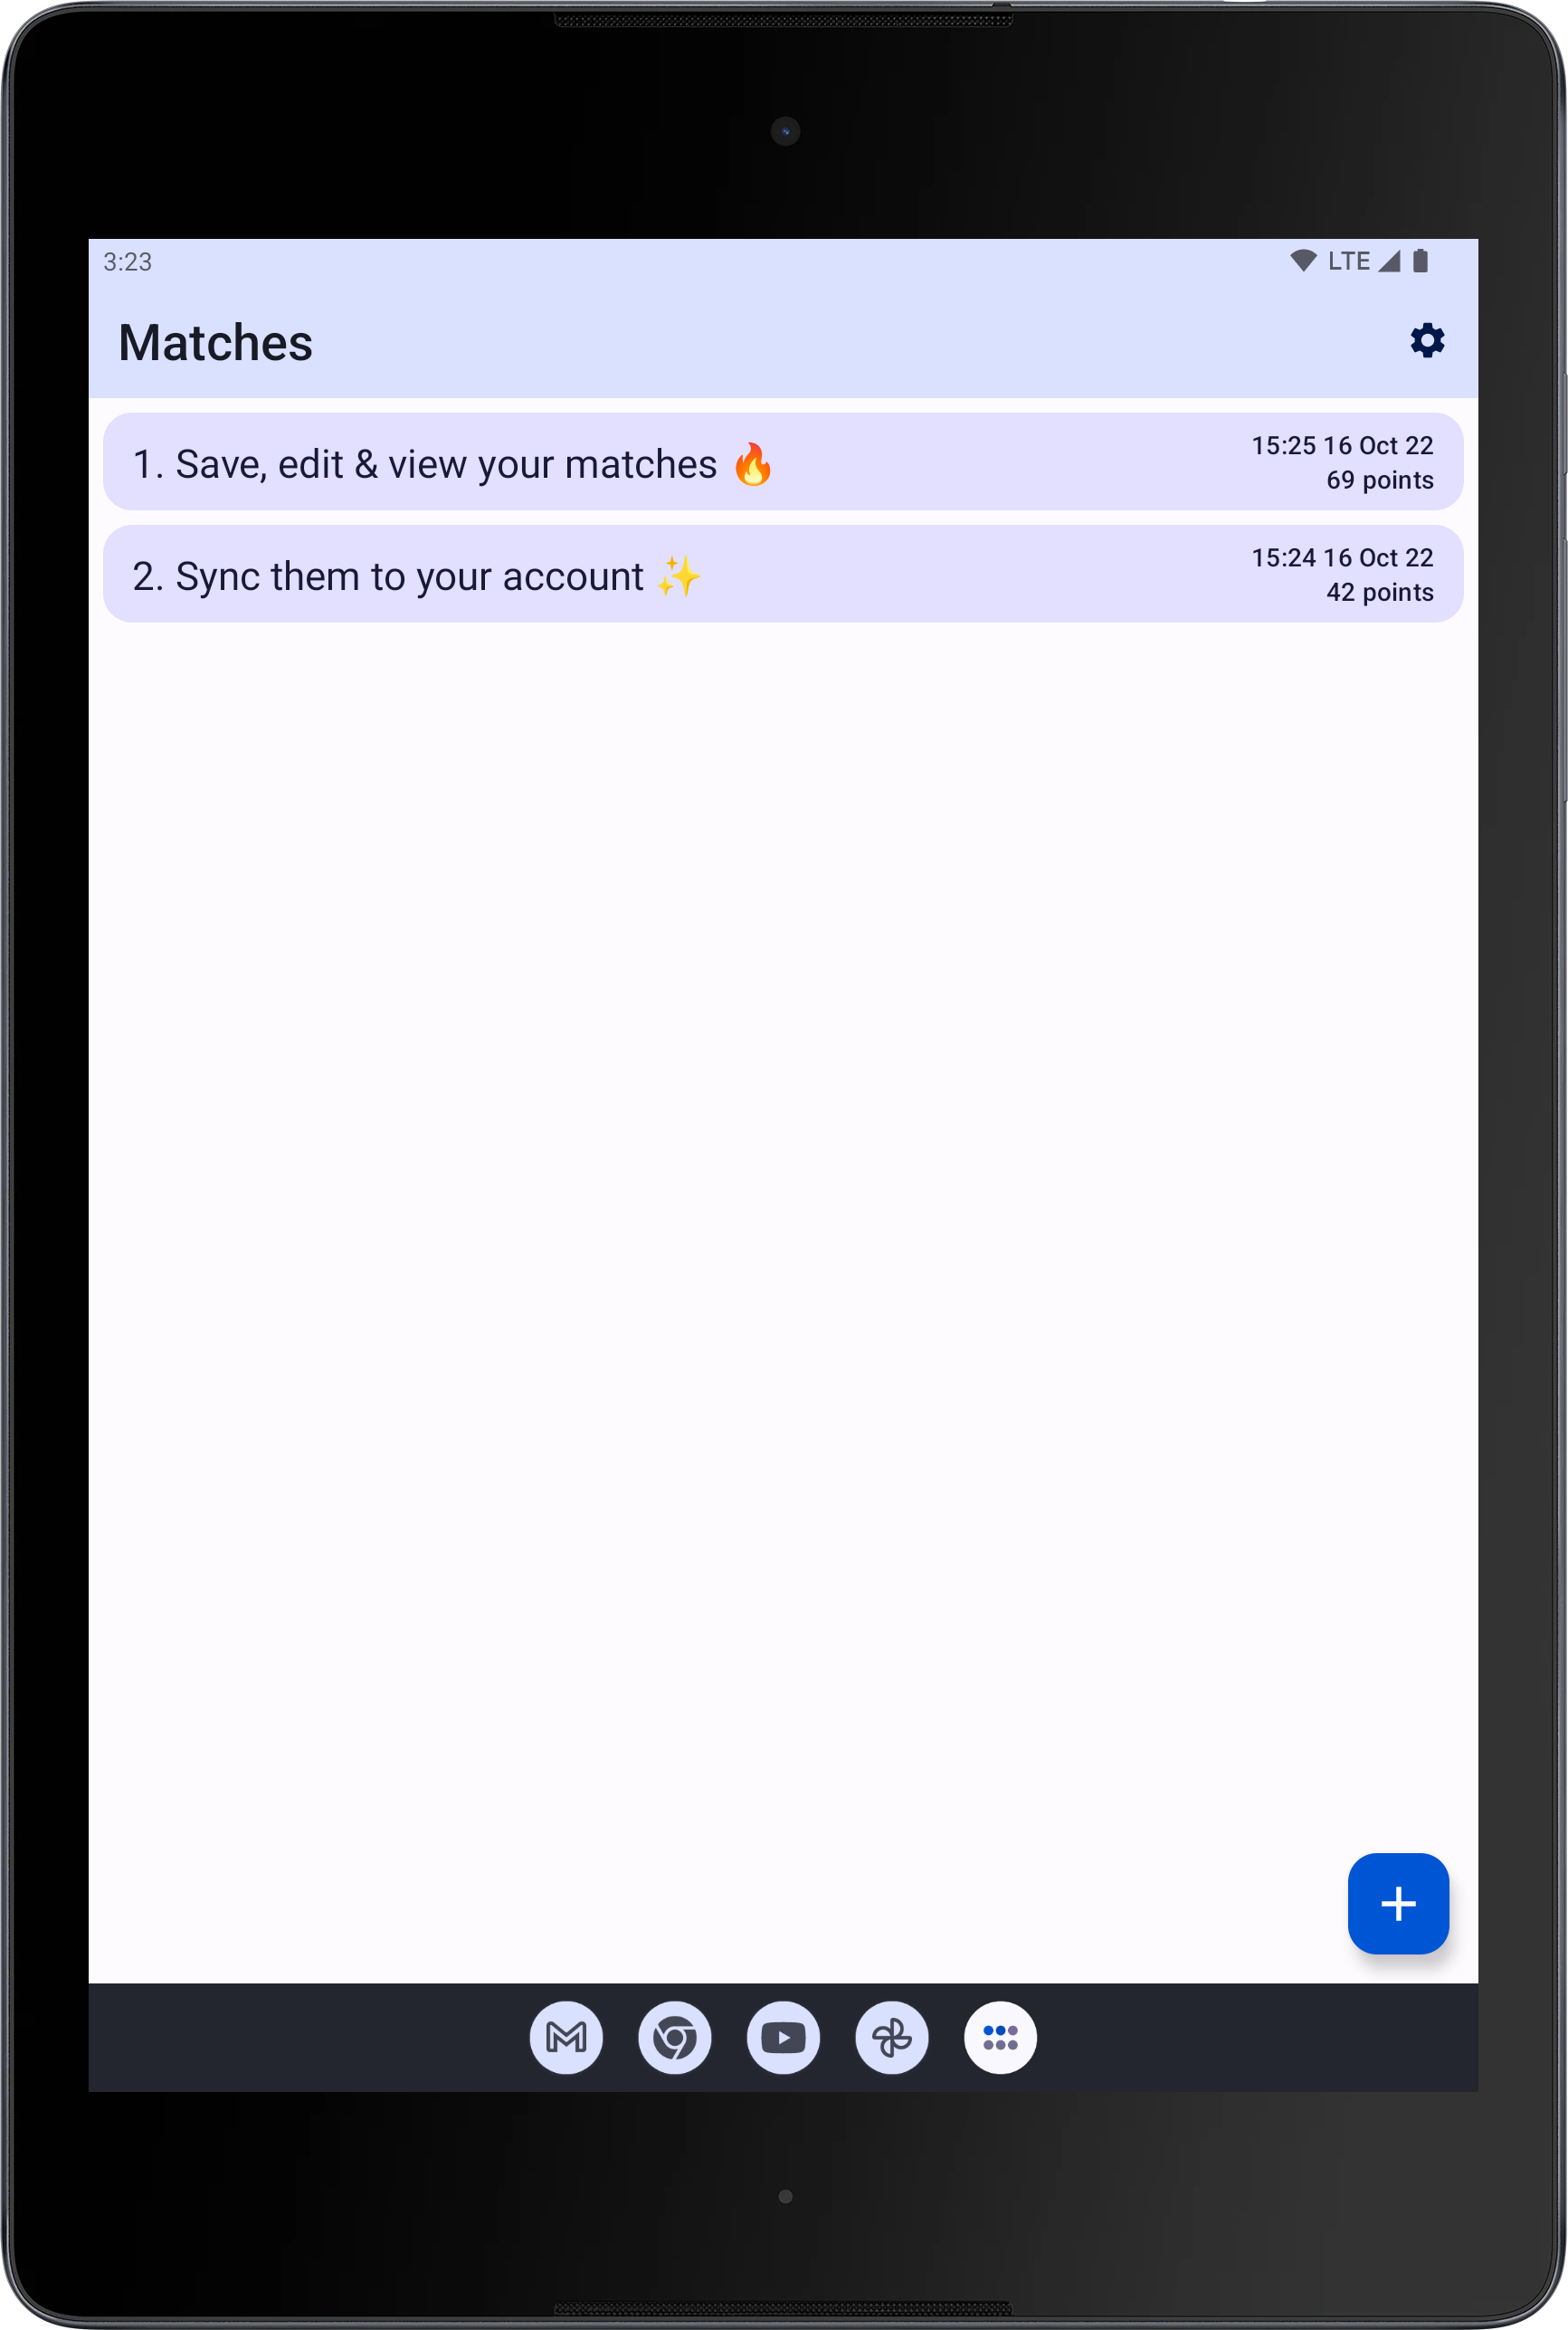 3:23
LTE
Matches
1. Save, edit & view your matches 🔥
15:25 16 Oct 22
69 points
2. Sync them to your account ✨
15:24 16 Oct 22
42 points